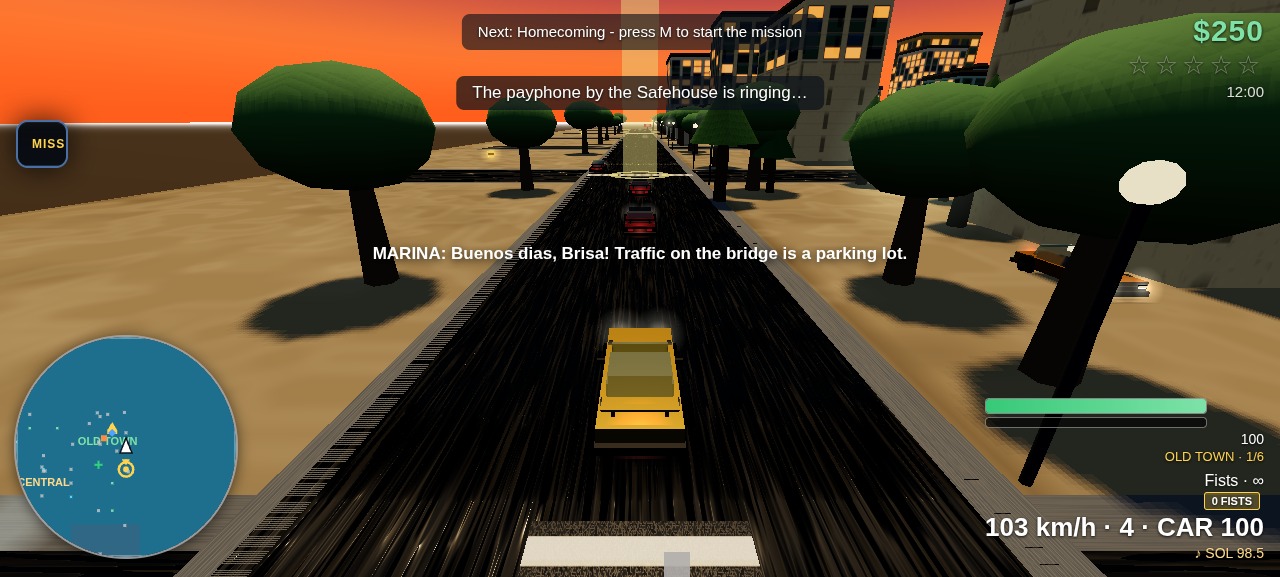 Next: Homecoming - press M to start the mission
$250
☆☆☆☆☆
The payphone by the Safehouse is ringing…
12:00
MISS
MARINA: Buenos dias, Brisa! Traffic on the bridge is a parking lot.
OLD TOWN
CENTRAL
100
OLD TOWN · 1/6
Fists · ∞
0 FISTS
103 km/h · 4 · CAR 100
♪ SOL 98.5